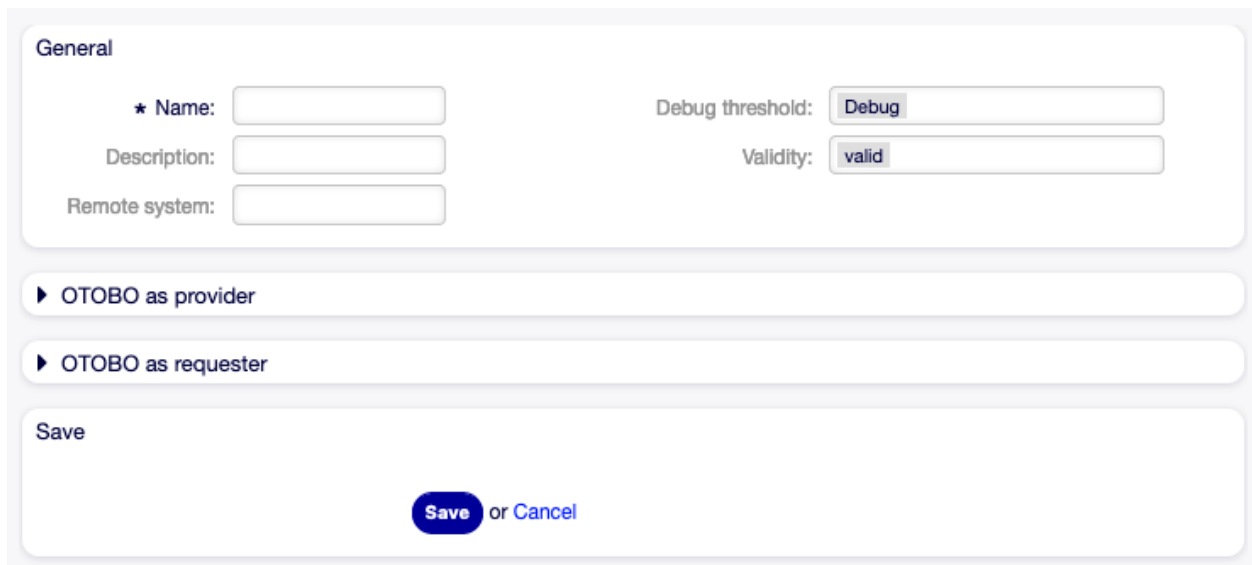 General
* Name:
Debug threshold: Debug
Description:
Validity: valid
Remote system:
OTOBO as provider
OTOBO as requester
Save
Save or Cancel